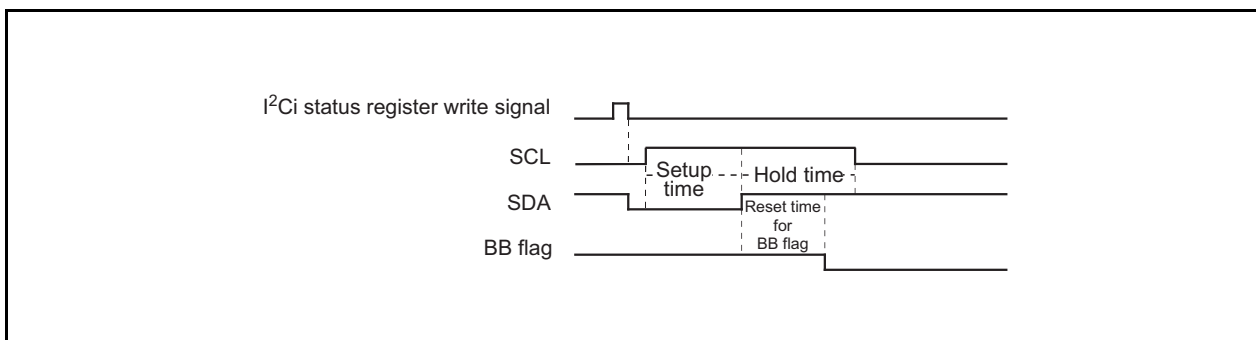 I²Ci status register write signal
SCL
Setup
time
Hold time
SDA
Reset time
for
BB flag
BB flag